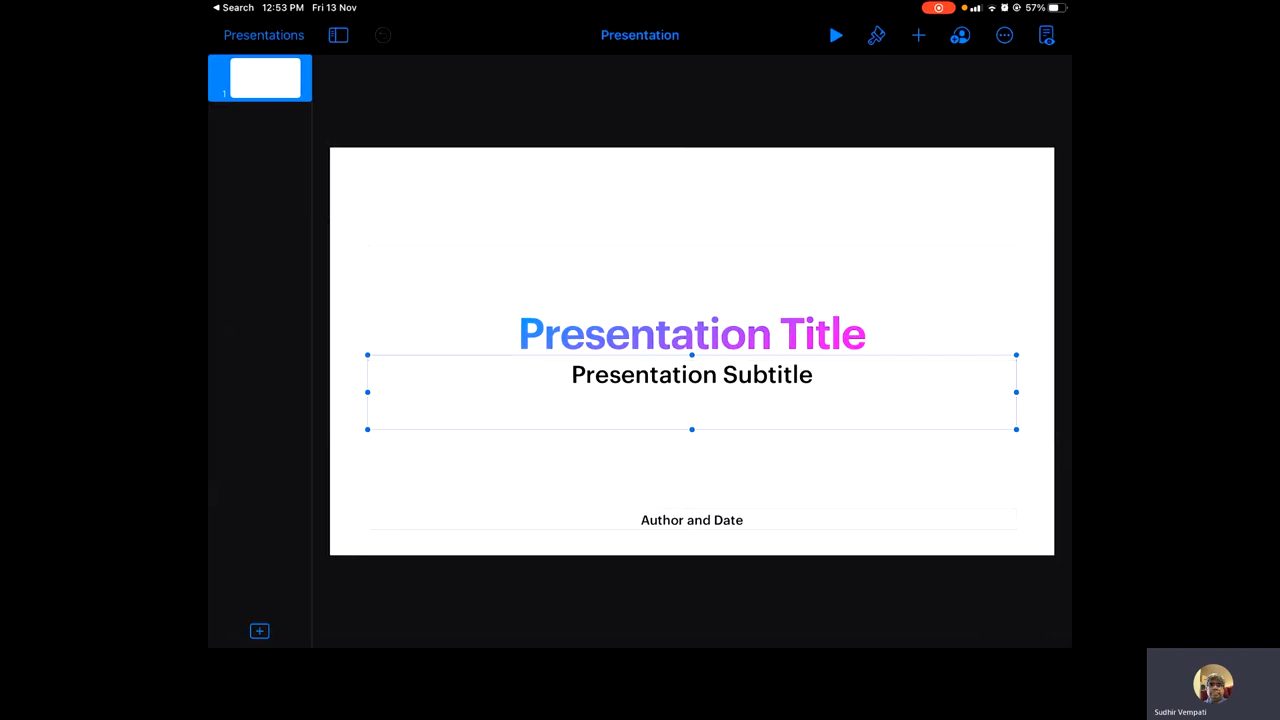 Search 12:53 PM Fri 13 Nov 57%
Presentations Presentation
1
Presentation Title
Presentation Subtitle
Author and Date
Sudhir Vempati